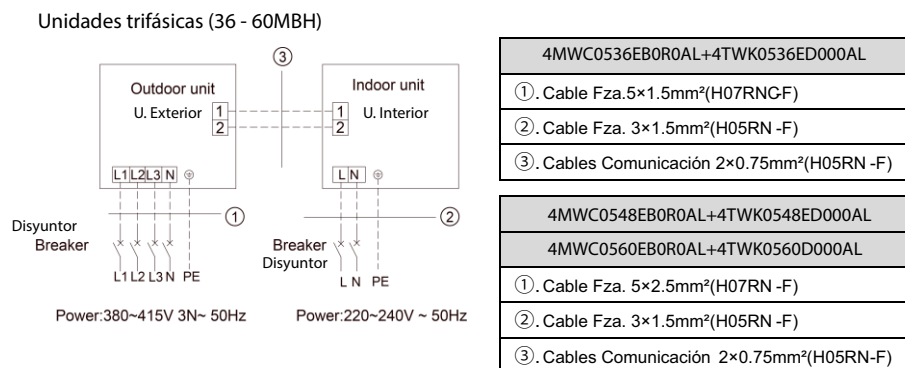 Unidades trifásicas (36 - 60MBH)
③
Outdoor unit
U. Exterior
1
2
Indoor unit
1
U. Interior
2
L1 L2 L3 N
L N
①
②
Disyuntor
Breaker
Breaker
Disyuntor
L1 L2 L3 N PE
L N PE
Power:380~415V 3N~ 50Hz
Power:220~240V ~ 50Hz
4MWC0536EB0R0AL+4TWK0536ED000AL
①. Cable Fza.5×1.5mm²(H07RNC-F)
②. Cable Fza. 3×1.5mm²(H05RN -F)
③. Cables Comunicación 2×0.75mm²(H05RN -F)
4MWC0548EB0R0AL+4TWK0548ED000AL
4MWC0560EB0R0AL+4TWK0560D000AL
①. Cable Fza. 5×2.5mm²(H07RN -F)
②. Cable Fza. 3×1.5mm²(H05RN -F)
③. Cables Comunicación 2×0.75mm²(H05RN-F)